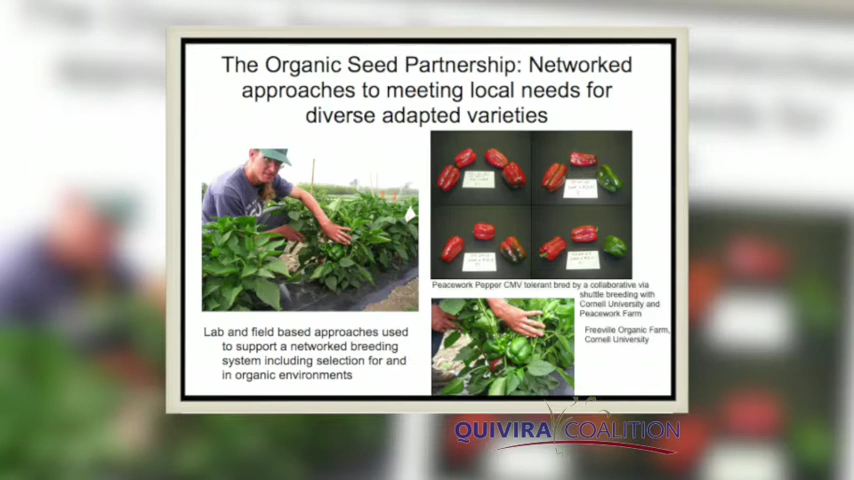 The Organic Seed Partnership: Networked
approaches to meeting local needs for
diverse adapted varieties
Peacework Pepper CMV tolerant bred by a collaborative via
shuttle breeding with
Cornell University and
Peacework Farm
Freeville Organic Farm,
Cornell University
Lab and field based approaches used
to support a networked breeding
system including selection for and
in organic environments
QUIVIRA COALITION